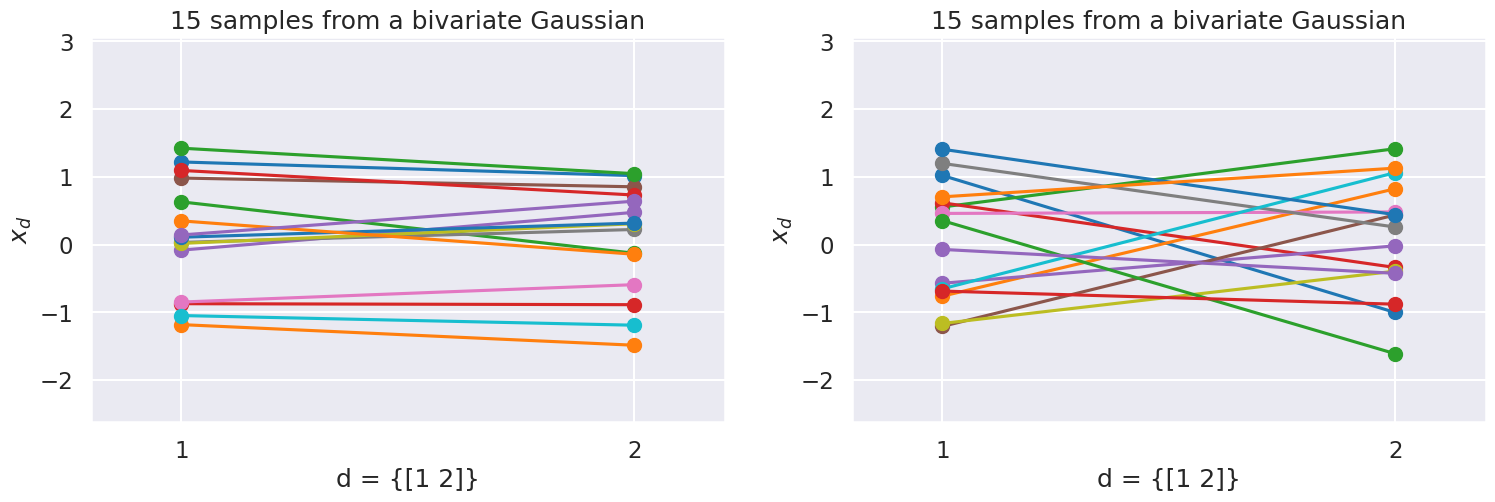 15 samples from a bivariate Gaussian
3
2
1
0
−1
−2
x_d
1 2
d = {[1 2]}
15 samples from a bivariate Gaussian
3
2
1
0
−1
−2
x_d
1 2
d = {[1 2]}